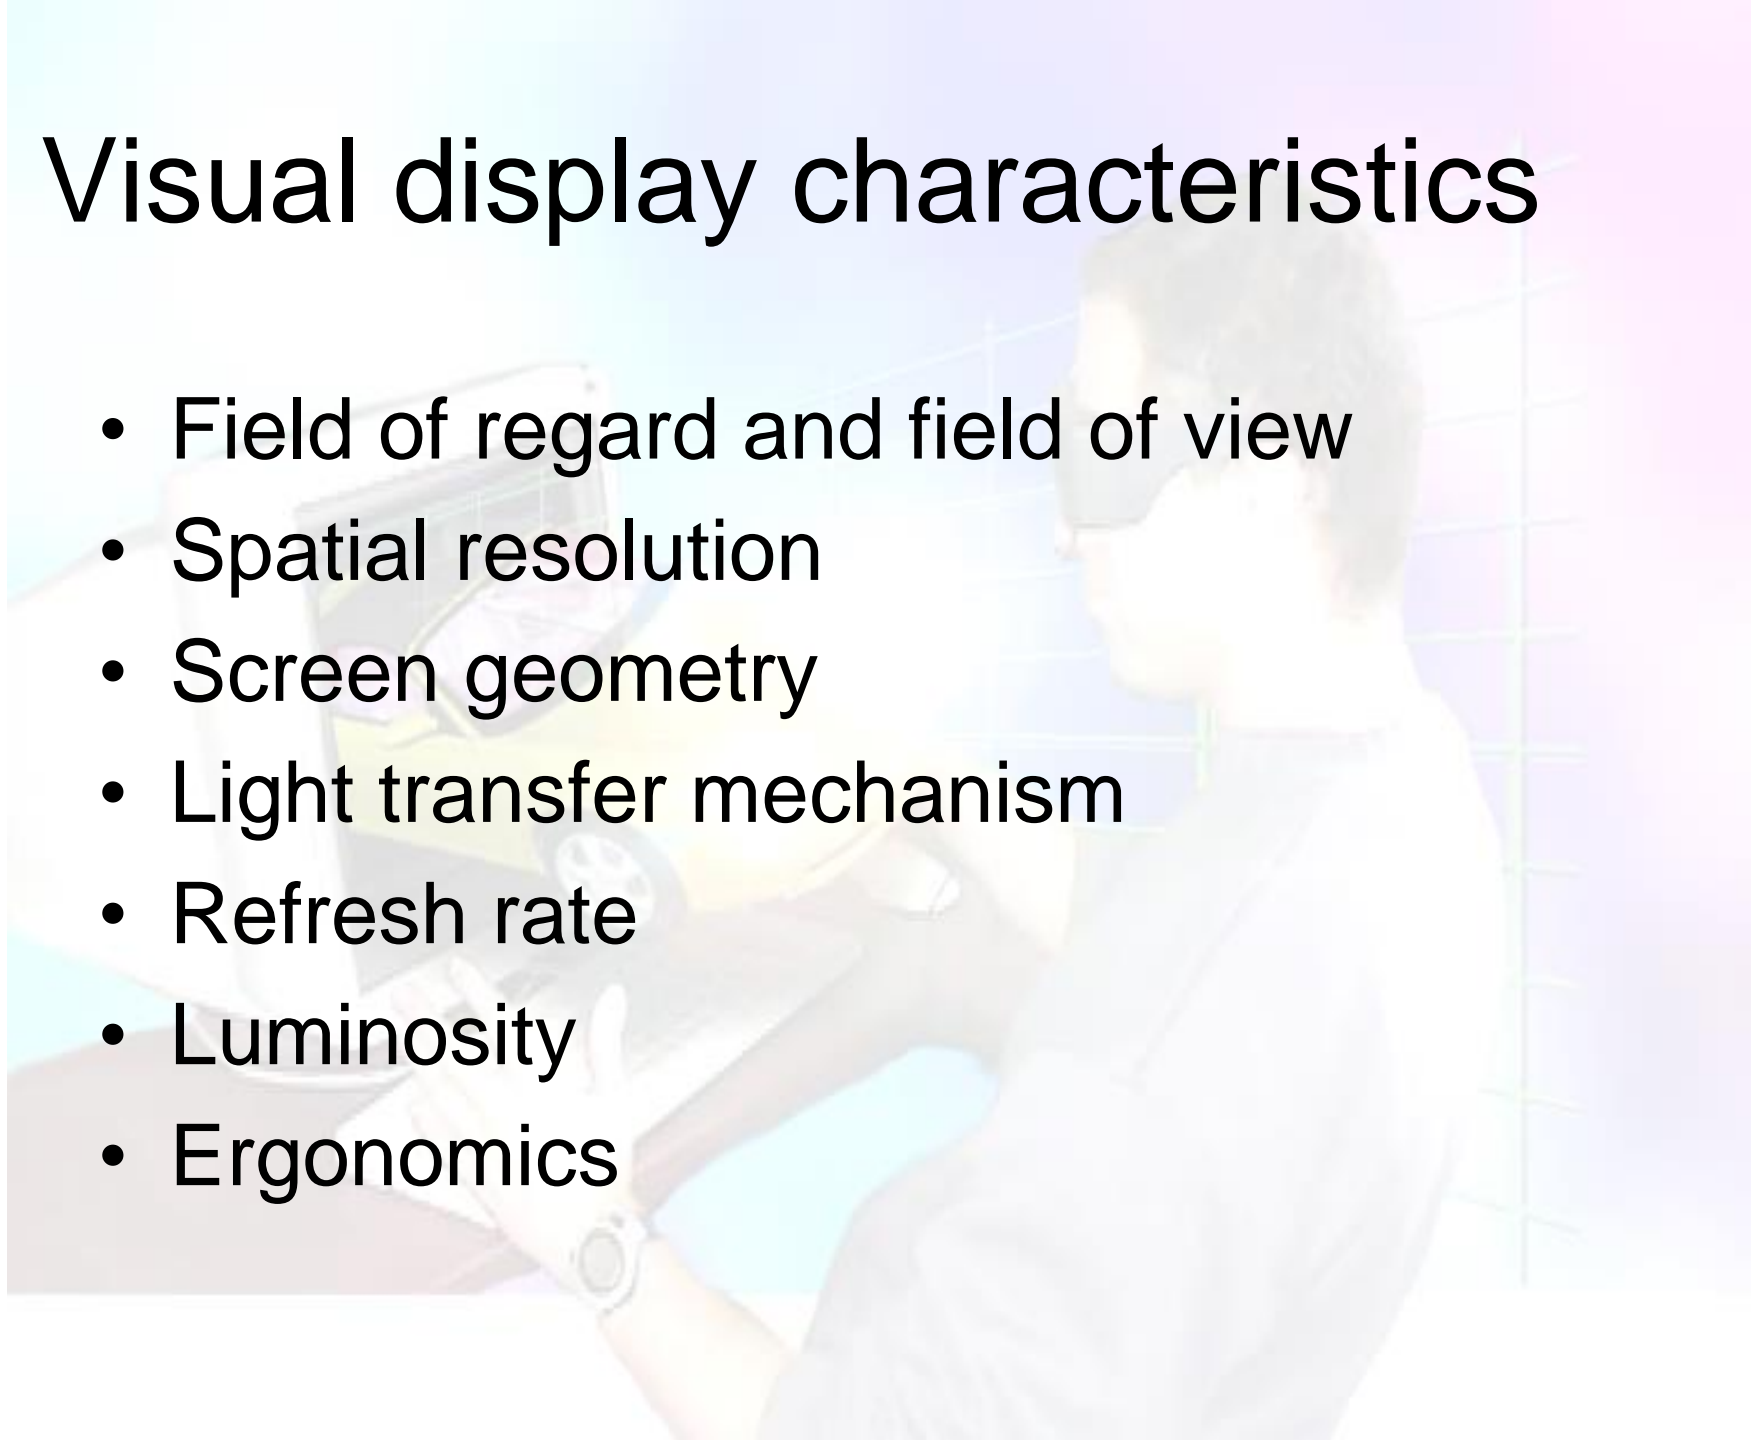 Visual display characteristics
• Field of regard and field of view
• Spatial resolution
• Screen geometry
• Light transfer mechanism
• Refresh rate
• Luminosity
• Ergonomics